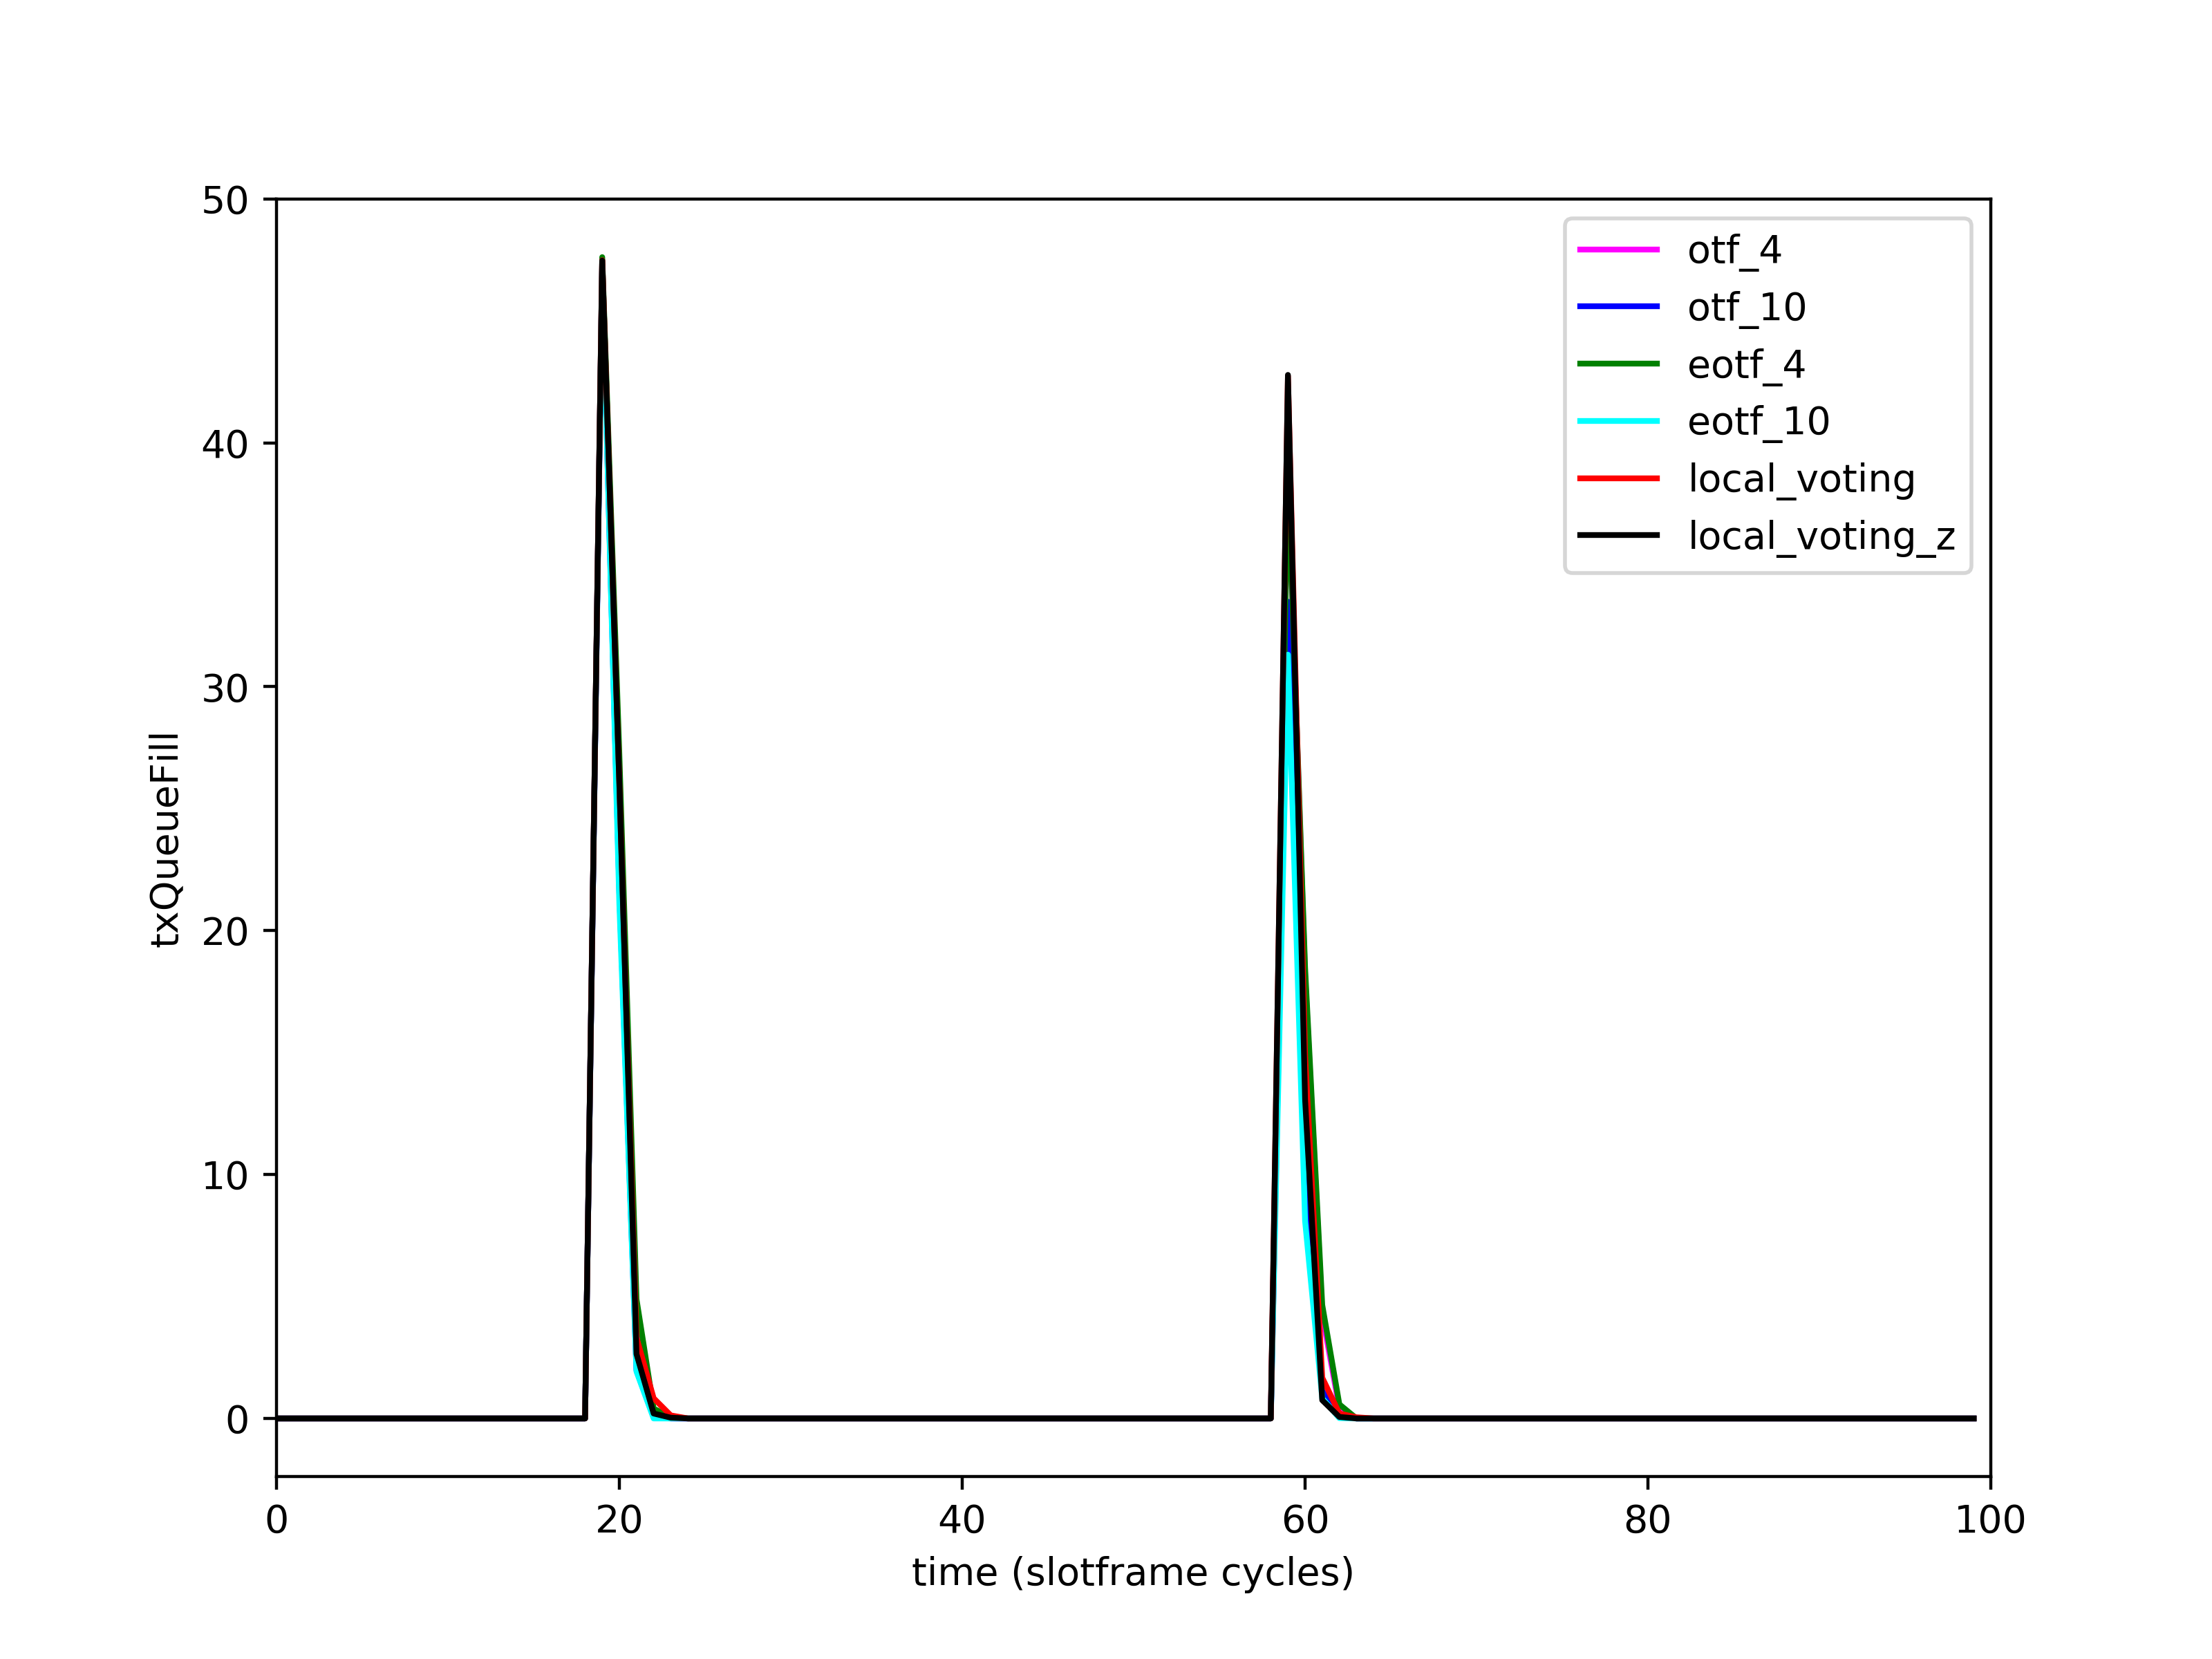 50
40
30
20
10
0
txQueueFill
0 20 40 60 80 100
time (slotframe cycles)
otf_4
otf_10
eotf_4
eotf_10
local_voting
local_voting_z